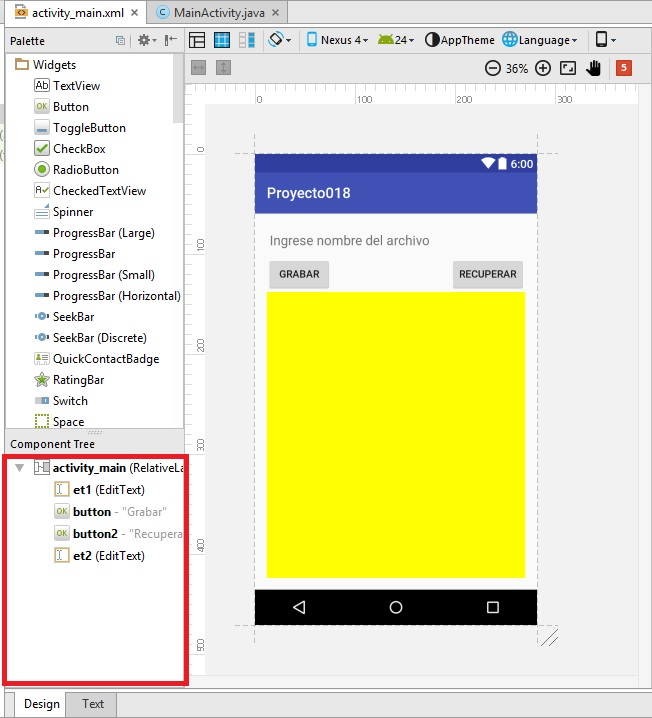 activity_main.xml × MainActivity.java ×
Palette Nexus 4 24 AppTheme Language
Widgets
36% 5
Ab TextView
OK Button
ToggleButton
CheckBox
RadioButton
CheckedTextView
Spinner
ProgressBar (Large)
ProgressBar
ProgressBar (Small)
ProgressBar (Horizontal)
SeekBar
SeekBar (Discrete)
QuickContactBadge
RatingBar
Switch
Space
Component Tree
activity_main (RelativeLa
et1 (EditText)
OK button - "Grabar"
OK button2 - "Recupera
et2 (EditText)
0 100 200 300
0
100
200
300
400
500
6:00
Proyecto018
Ingrese nombre del archivo
GRABAR RECUPERAR
Design Text